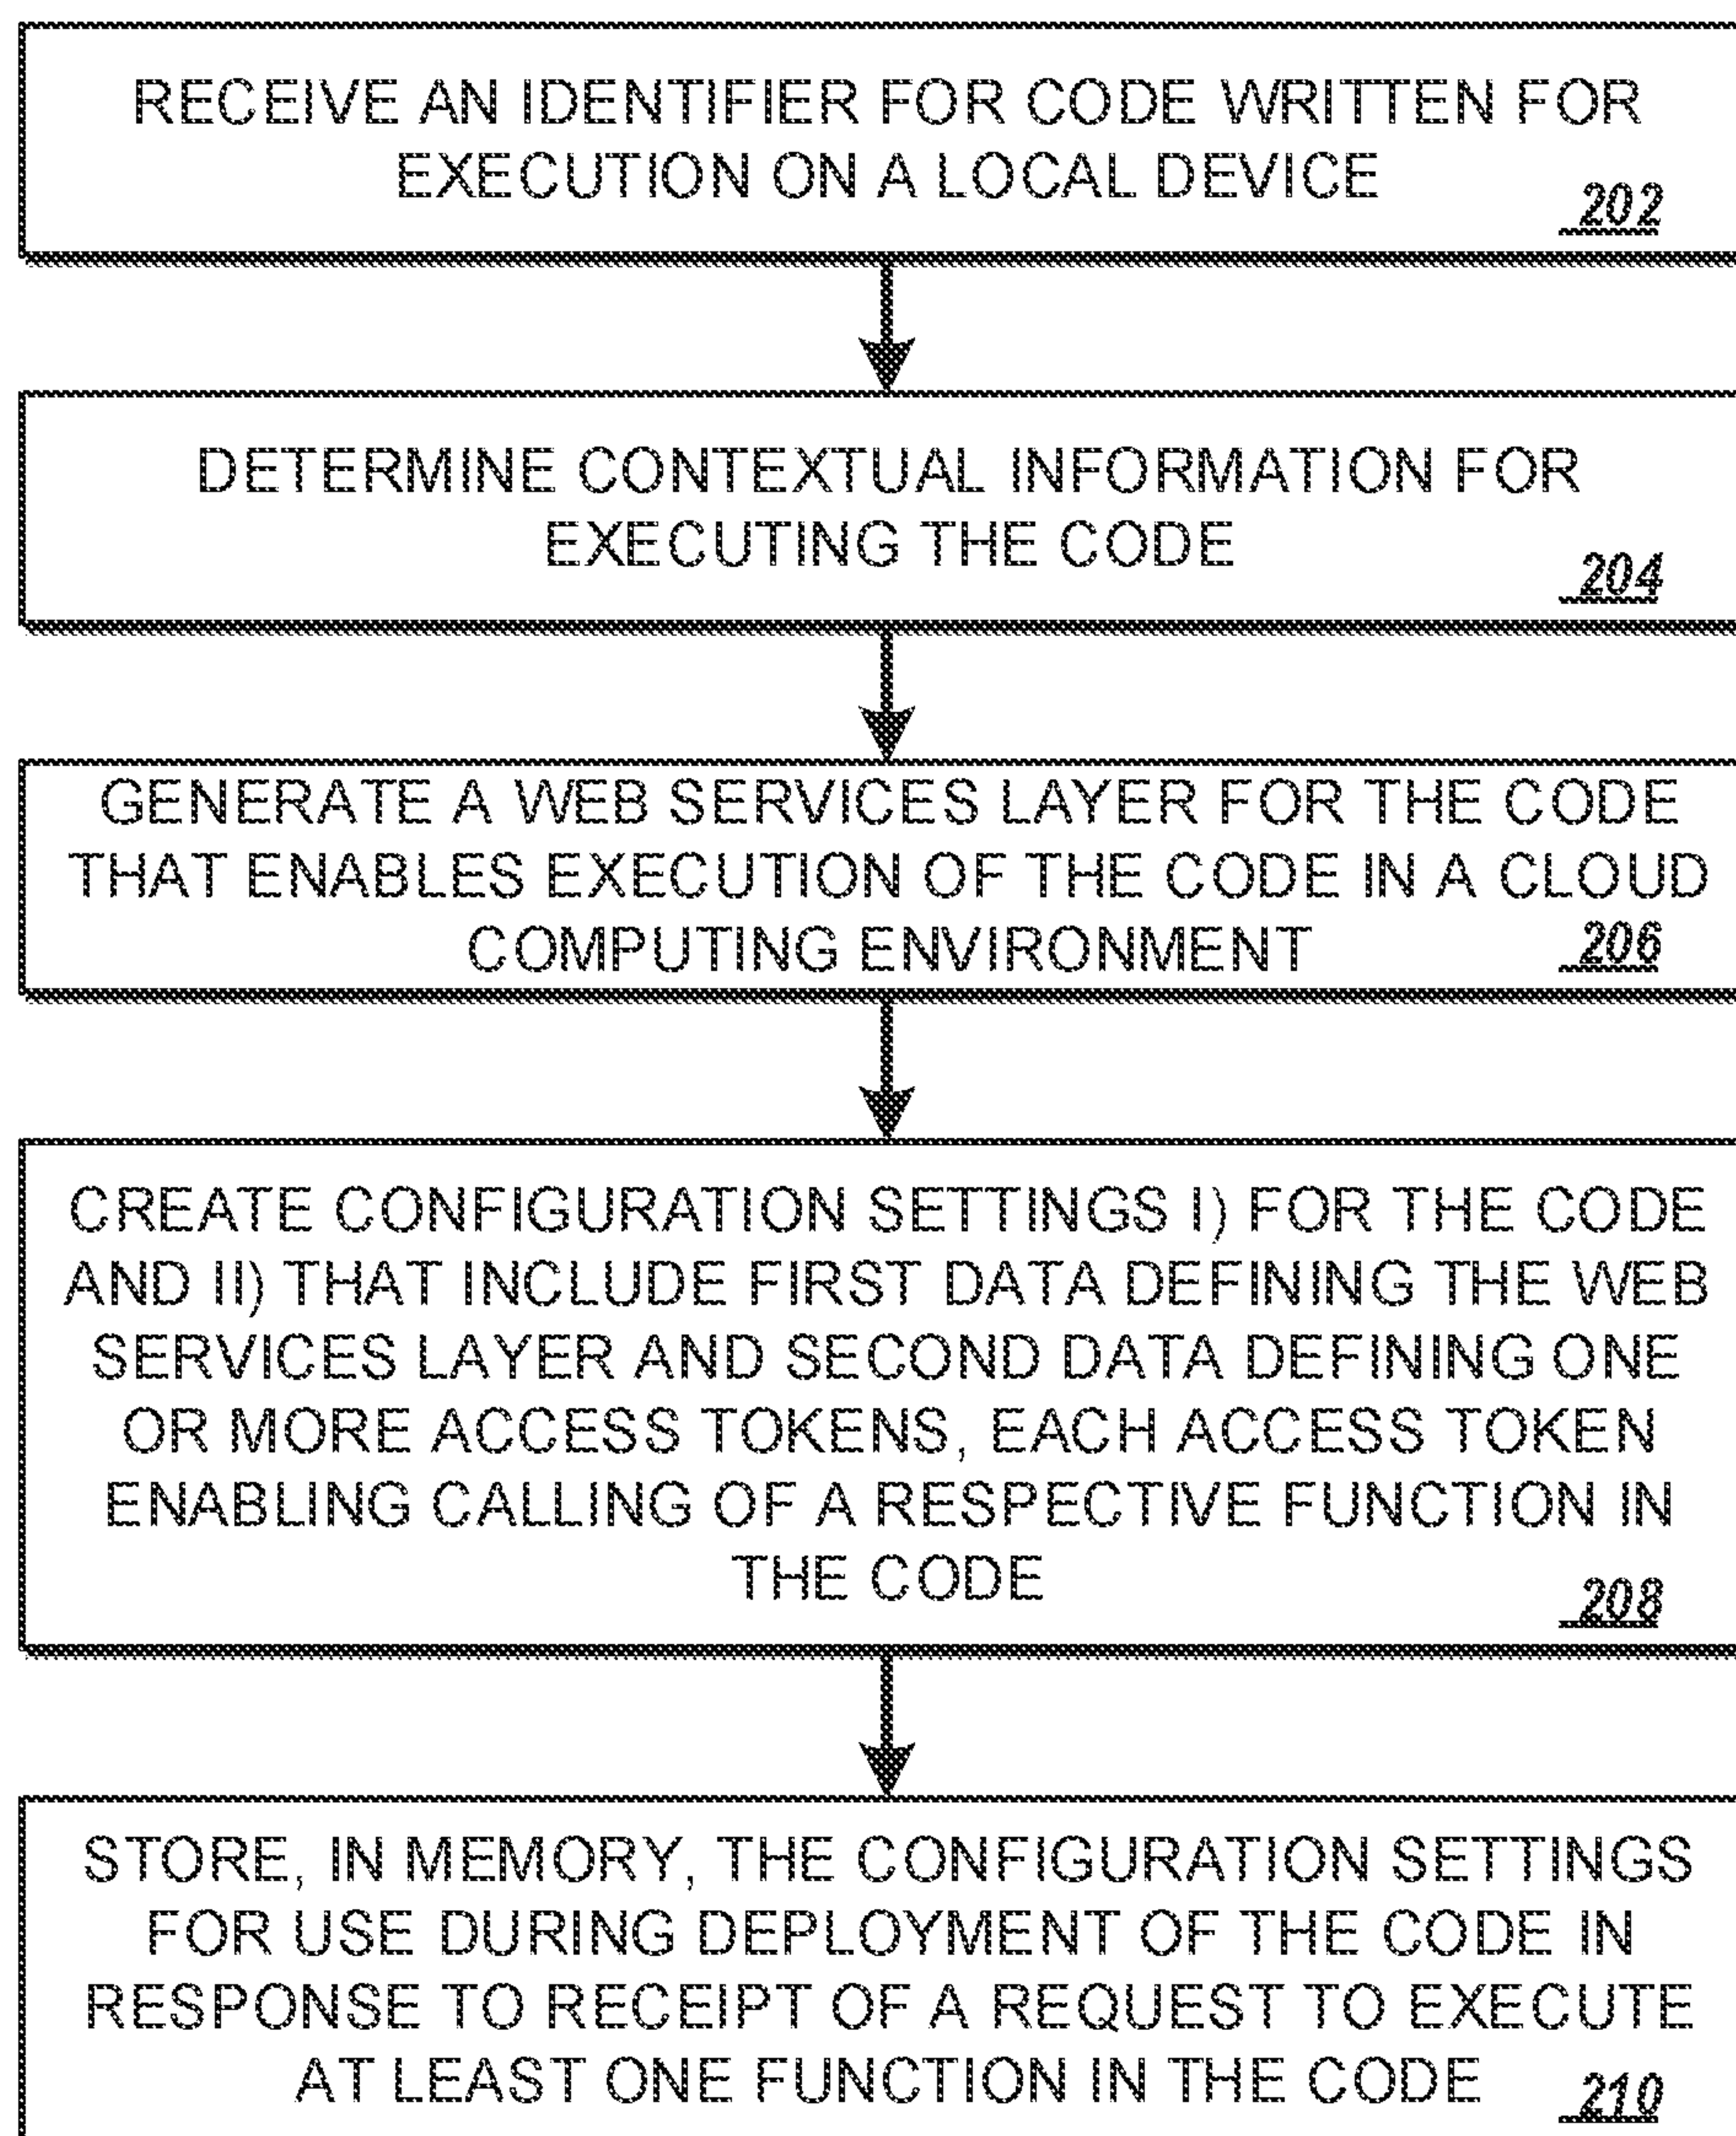 RECEIVE AN IDENTIFIER FOR CODE WRITTEN FOR
EXECUTION ON A LOCAL DEVICE
202
DETERMINE CONTEXTUAL INFORMATION FOR
EXECUTING THE CODE
204
GENERATE A WEB SERVICES LAYER FOR THE CODE
THAT ENABLES EXECUTION OF THE CODE IN A CLOUD
COMPUTING ENVIRONMENT 206
CREATE CONFIGURATION SETTINGS I) FOR THE CODE
AND II) THAT INCLUDE FIRST DATA DEFINING THE WEB
SERVICES LAYER AND SECOND DATA DEFINING ONE
OR MORE ACCESS TOKENS, EACH ACCESS TOKEN
ENABLING CALLING OF A RESPECTIVE FUNCTION IN
THE CODE
208
STORE, IN MEMORY, THE CONFIGURATION SETTINGS
FOR USE DURING DEPLOYMENT OF THE CODE IN
RESPONSE TO RECEIPT OF A REQUEST TO EXECUTE
AT LEAST ONE FUNCTION IN THE CODE 210